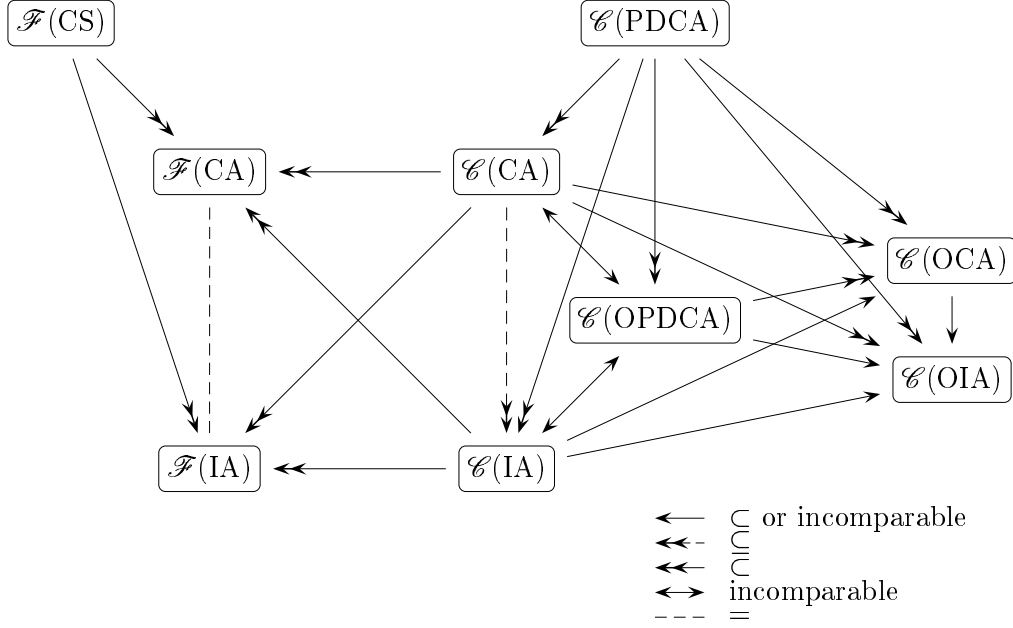 ℱ(CS)
𝒞(PDCA)
ℱ(CA)
𝒞(CA)
𝒞(OCA)
𝒞(OPDCA)
𝒞(OIA)
ℱ(IA)
𝒞(IA)
⊂ or incomparable
⊆
⊂
incomparable
=